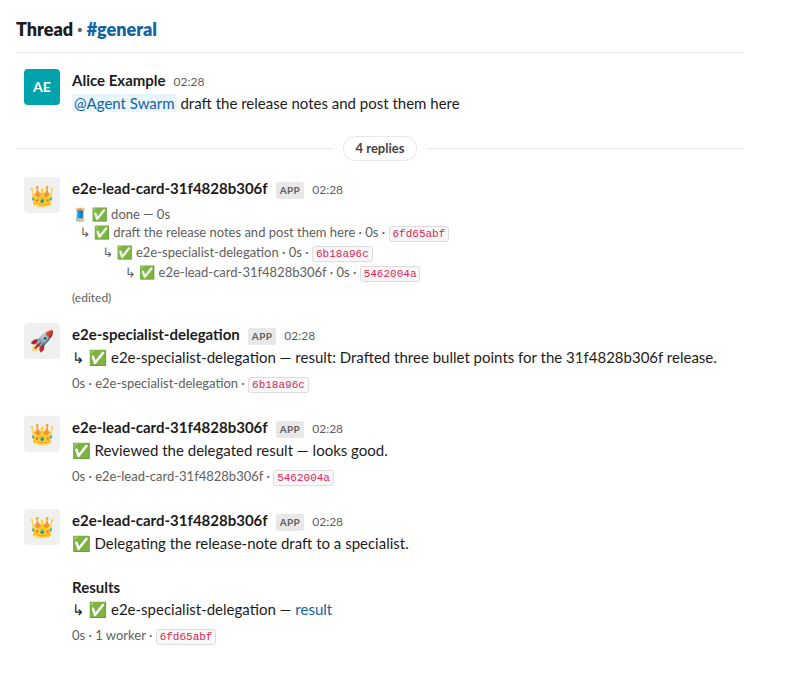 Thread • #general
AE
Alice Example 02:28
@Agent Swarm draft the release notes and post them here
4 replies
e2e-lead-card-31f4828b306f APP 02:28
🧵 ✅ done — 0s
↳ ✅ draft the release notes and post them here · 0s · 6fd65abf
↳ ✅ e2e-specialist-delegation · 0s · 6b18a96c
↳ ✅ e2e-lead-card-31f4828b306f · 0s · 5462004a
(edited)
e2e-specialist-delegation APP 02:28
↳ ✅ e2e-specialist-delegation — result: Drafted three bullet points for the 31f4828b306f release.
0s · e2e-specialist-delegation · 6b18a96c
e2e-lead-card-31f4828b306f APP 02:28
✅ Reviewed the delegated result — looks good.
0s · e2e-lead-card-31f4828b306f · 5462004a
e2e-lead-card-31f4828b306f APP 02:28
✅ Delegating the release-note draft to a specialist.
Results
↳ ✅ e2e-specialist-delegation — result
0s · 1 worker · 6fd65abf